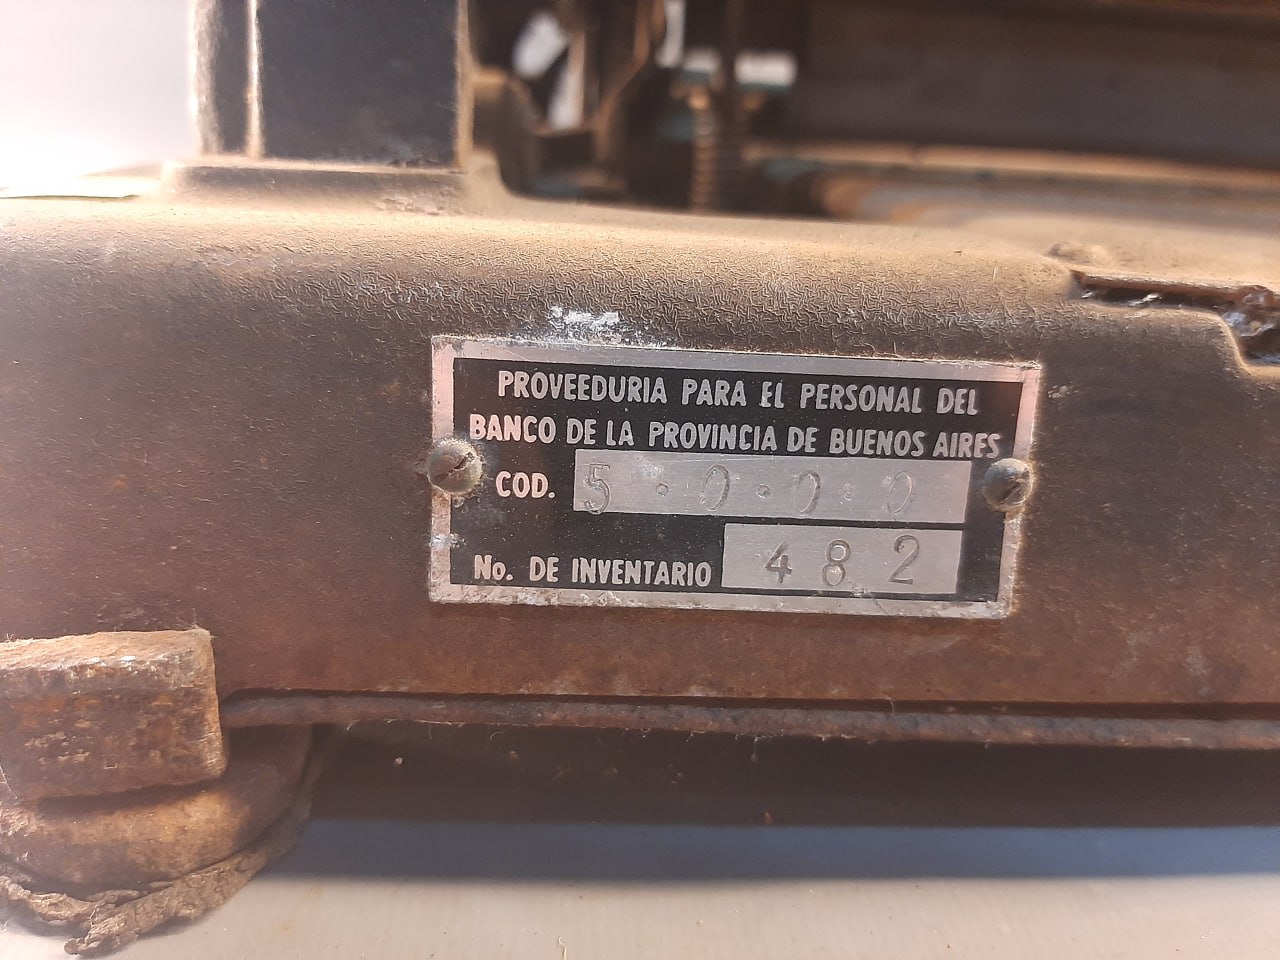 PROVEEDURIA PARA EL PERSONAL DEL
BANCO DE LA PROVINCIA DE BUENOS AIRES
COD. 5.0.0.0
No. DE INVENTARIO 482